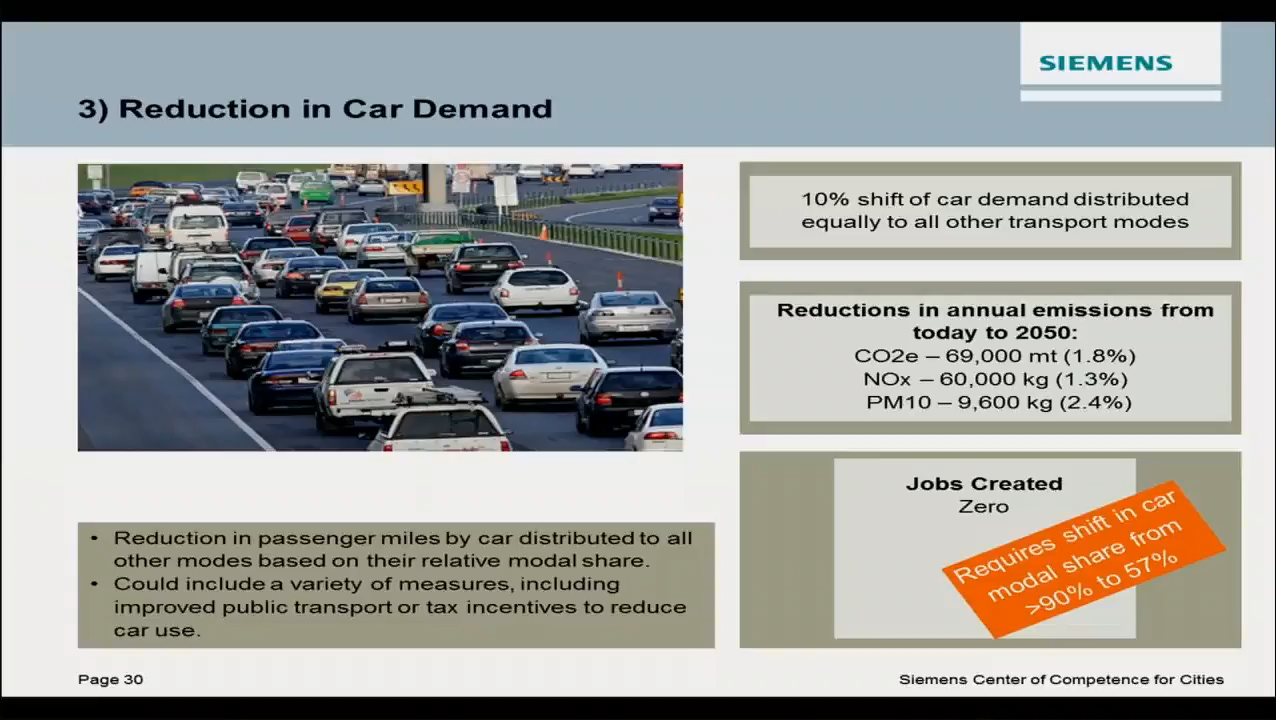 SIEMENS
3) Reduction in Car Demand
10% shift of car demand distributed
equally to all other transport modes
Reductions in annual emissions from
today to 2050:
CO2e – 69,000 mt (1.8%)
NOx – 60,000 kg (1.3%)
PM10 – 9,600 kg (2.4%)
Jobs Created
Zero
Requires shift in car
modal share from
>90% to 57%
• Reduction in passenger miles by car distributed to all
other modes based on their relative modal share.
• Could include a variety of measures, including
improved public transport or tax incentives to reduce
car use.
Page 30
Siemens Center of Competence for Cities